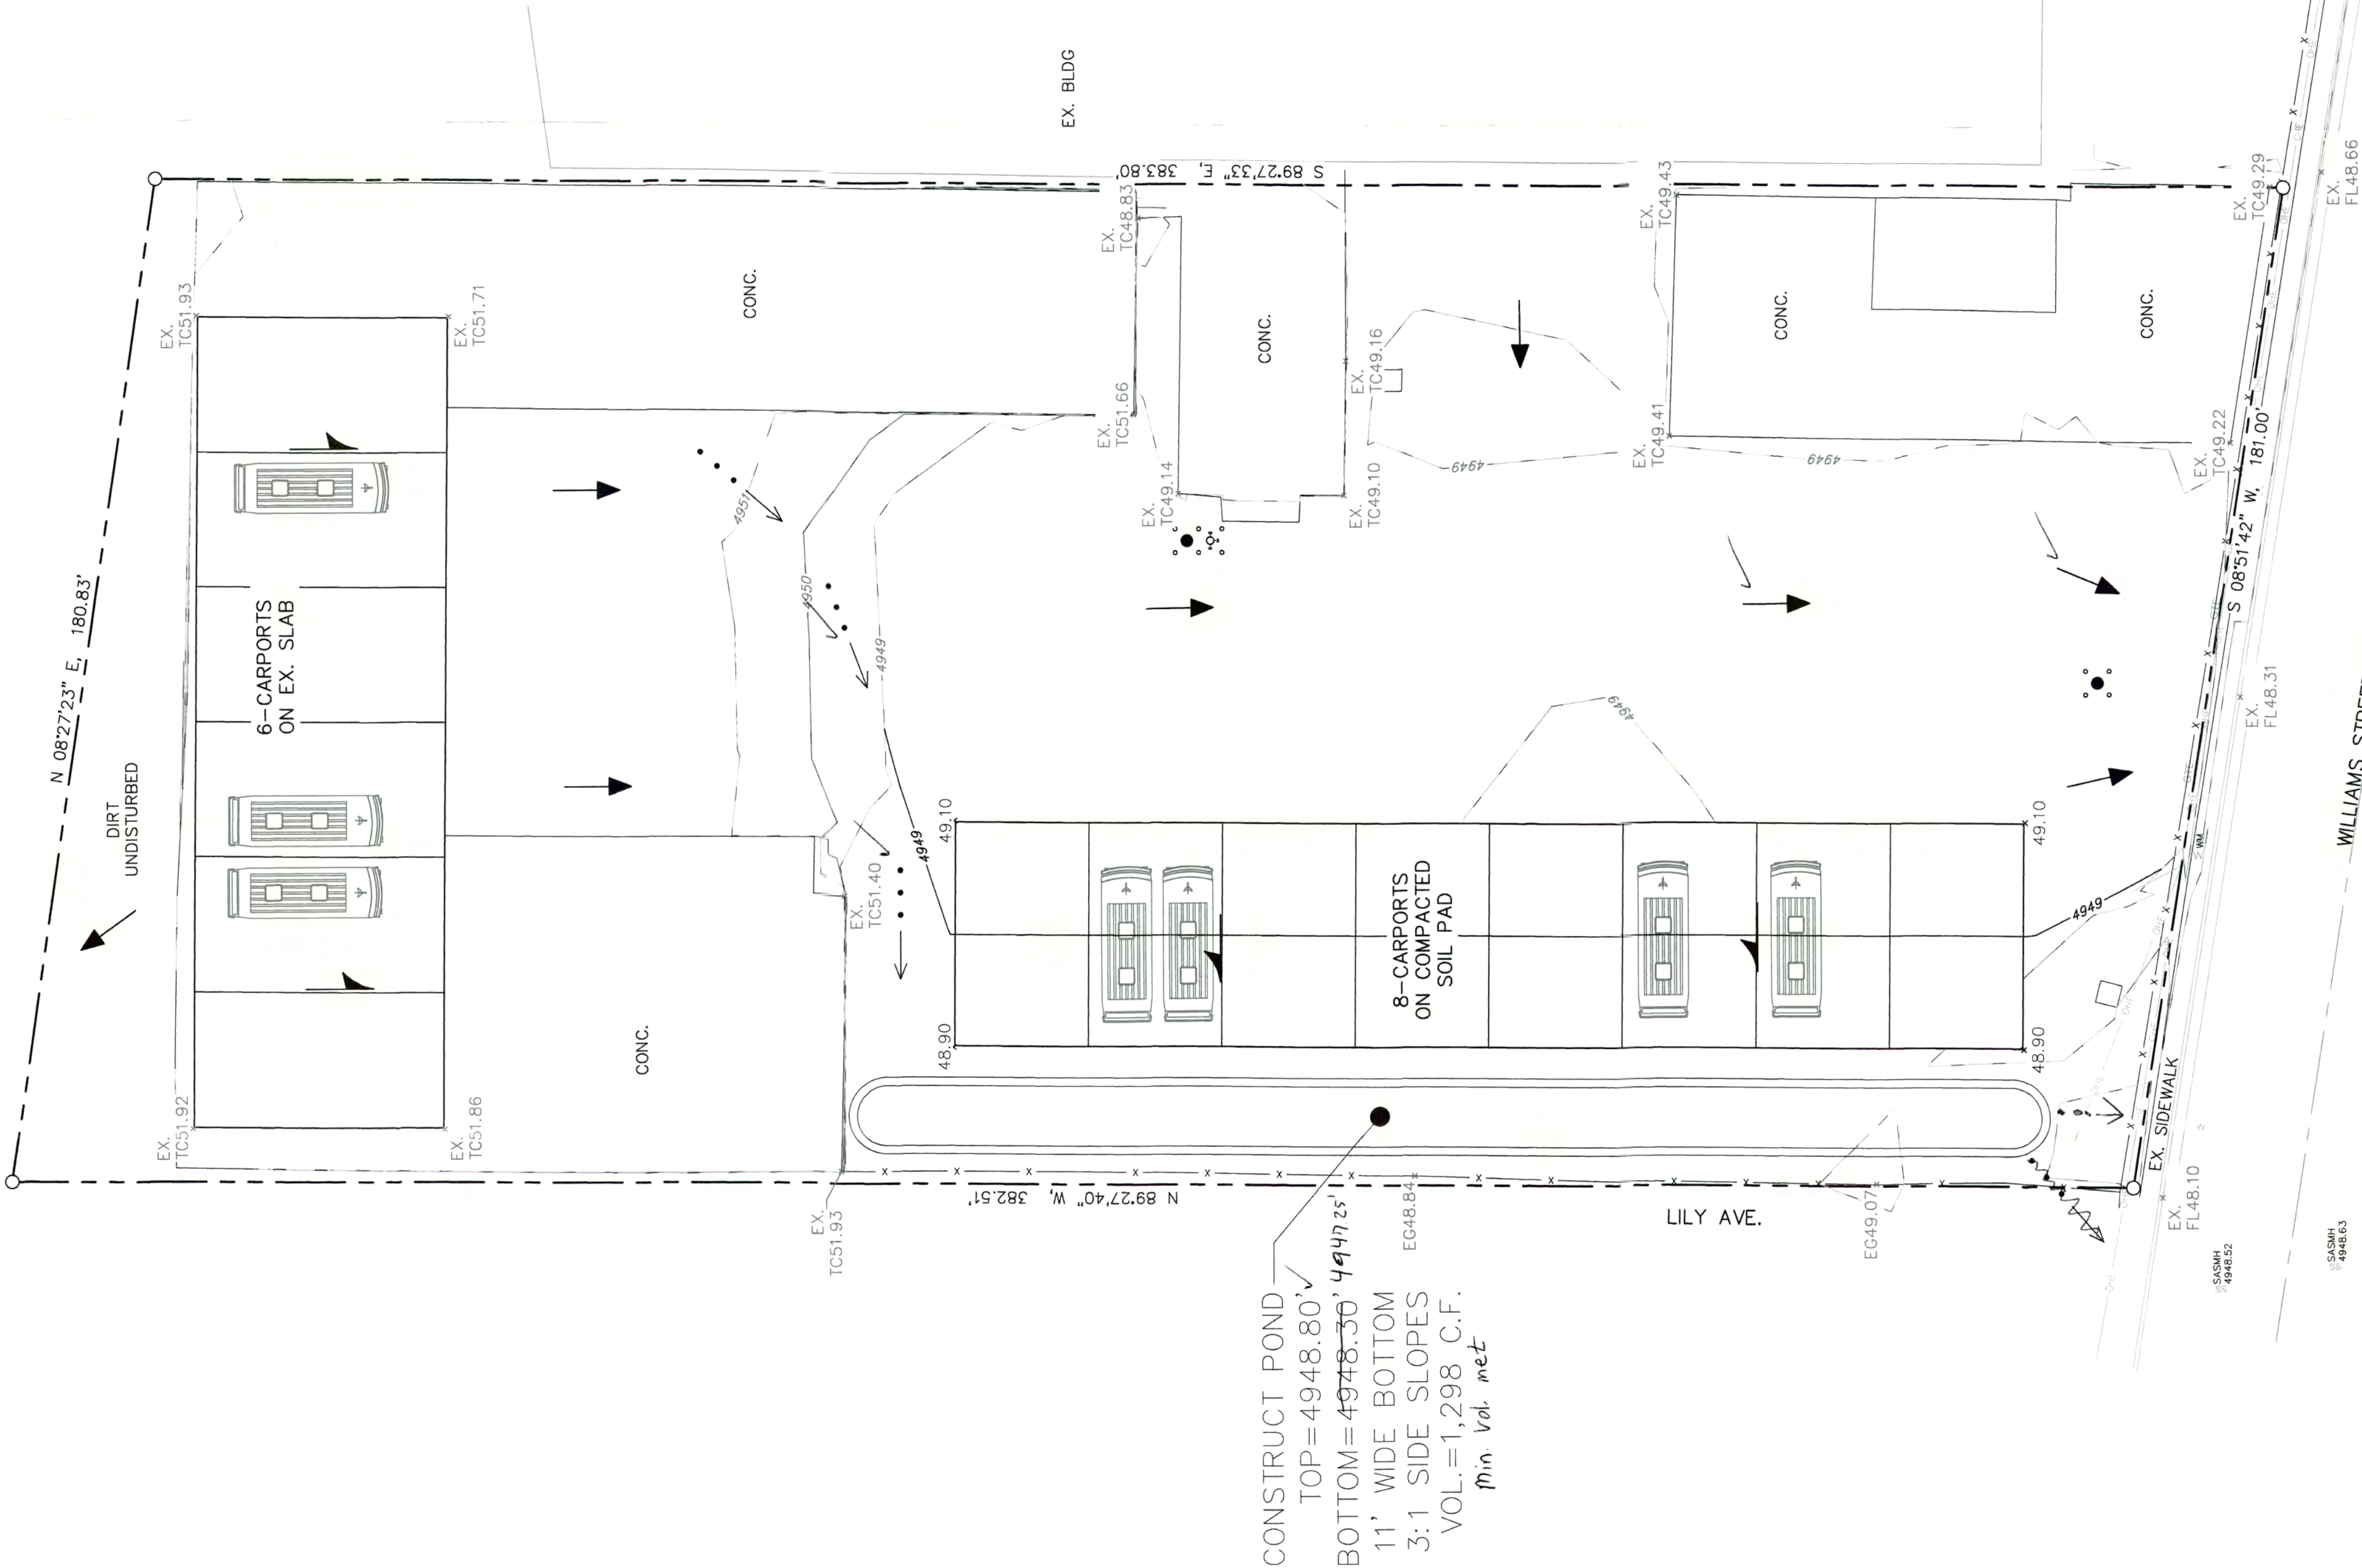 N 08°27'23" E, 180.83'
DIRT
UNDISTURBED
EX.
TC51.93
EX.
TC51.71
EX.
TC51.92
EX.
TC51.86
6-CARPORTS
ON EX. SLAB
CONC.
CONC.
EX. BLDG
S 89°27'33" E, 383.80'
EX.
TC48.83
EX.
TC51.66
EX.
TC49.14
CONC.
EX.
TC49.16
EX.
TC49.10
4951
4950
4949
4949
EX.
TC51.40
EX.
TC51.93
N 89°27'40" W, 382.51'
EX.
TC49.43
EX.
TC49.41
4949
4949
CONC.
CONC.
EX.
TC49.29
EX.
TC49.22
EX.
FL48.66
S 08°51'42" W, 181.00'
EX.
FL48.31
WILLIAMS
4949
49.10
48.90
49.10
48.90
8-CARPORTS
ON COMPACTED
SOIL PAD
4949
WM
EX. SIDEWALK
EX.
FL48.10
W
OHE
SASMH
4948.52
SS
SASMH
4948.63
SS
EG48.84
EG49.07
LILY AVE.
CONSTRUCT POND
TOP=4948.80'
BOTTOM=4948.30' 4947.25'
11' WIDE BOTTOM
3:1 SIDE SLOPES
VOL.=1,298 C.F.
min. vol. met